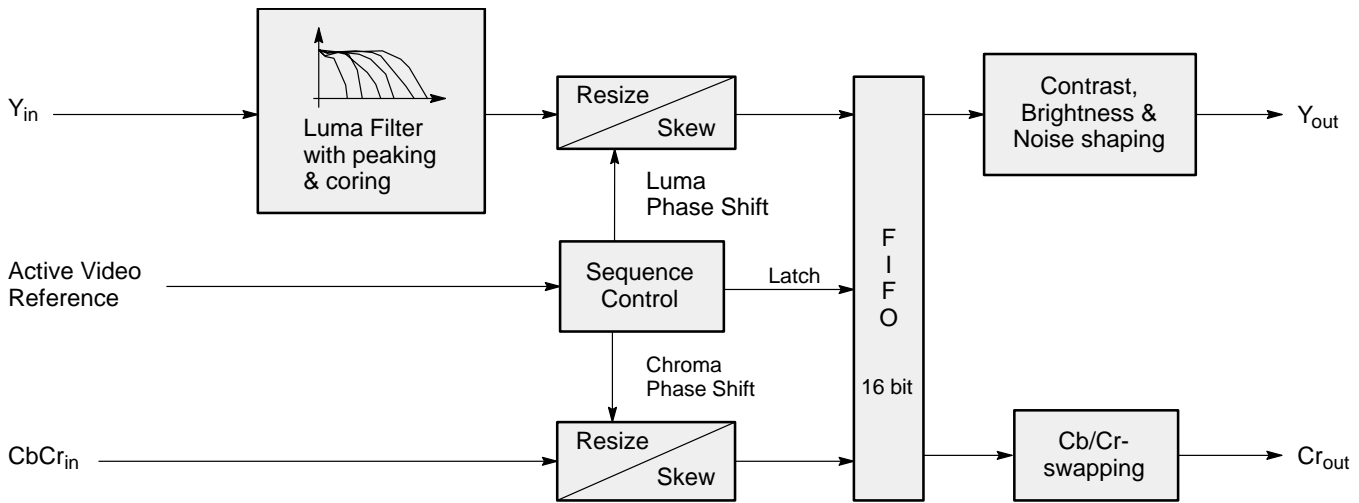 Y_in
Luma Filter
with peaking
& coring
Resize
Skew
Contrast,
Brightness &
Noise shaping
Y_out
Luma
Phase Shift
Active Video
Reference
Sequence
Control
Latch
F
I
F
O
16 bit
Chroma
Phase Shift
CbCr_in
Resize
Skew
Cb/Cr-
swapping
Cr_out